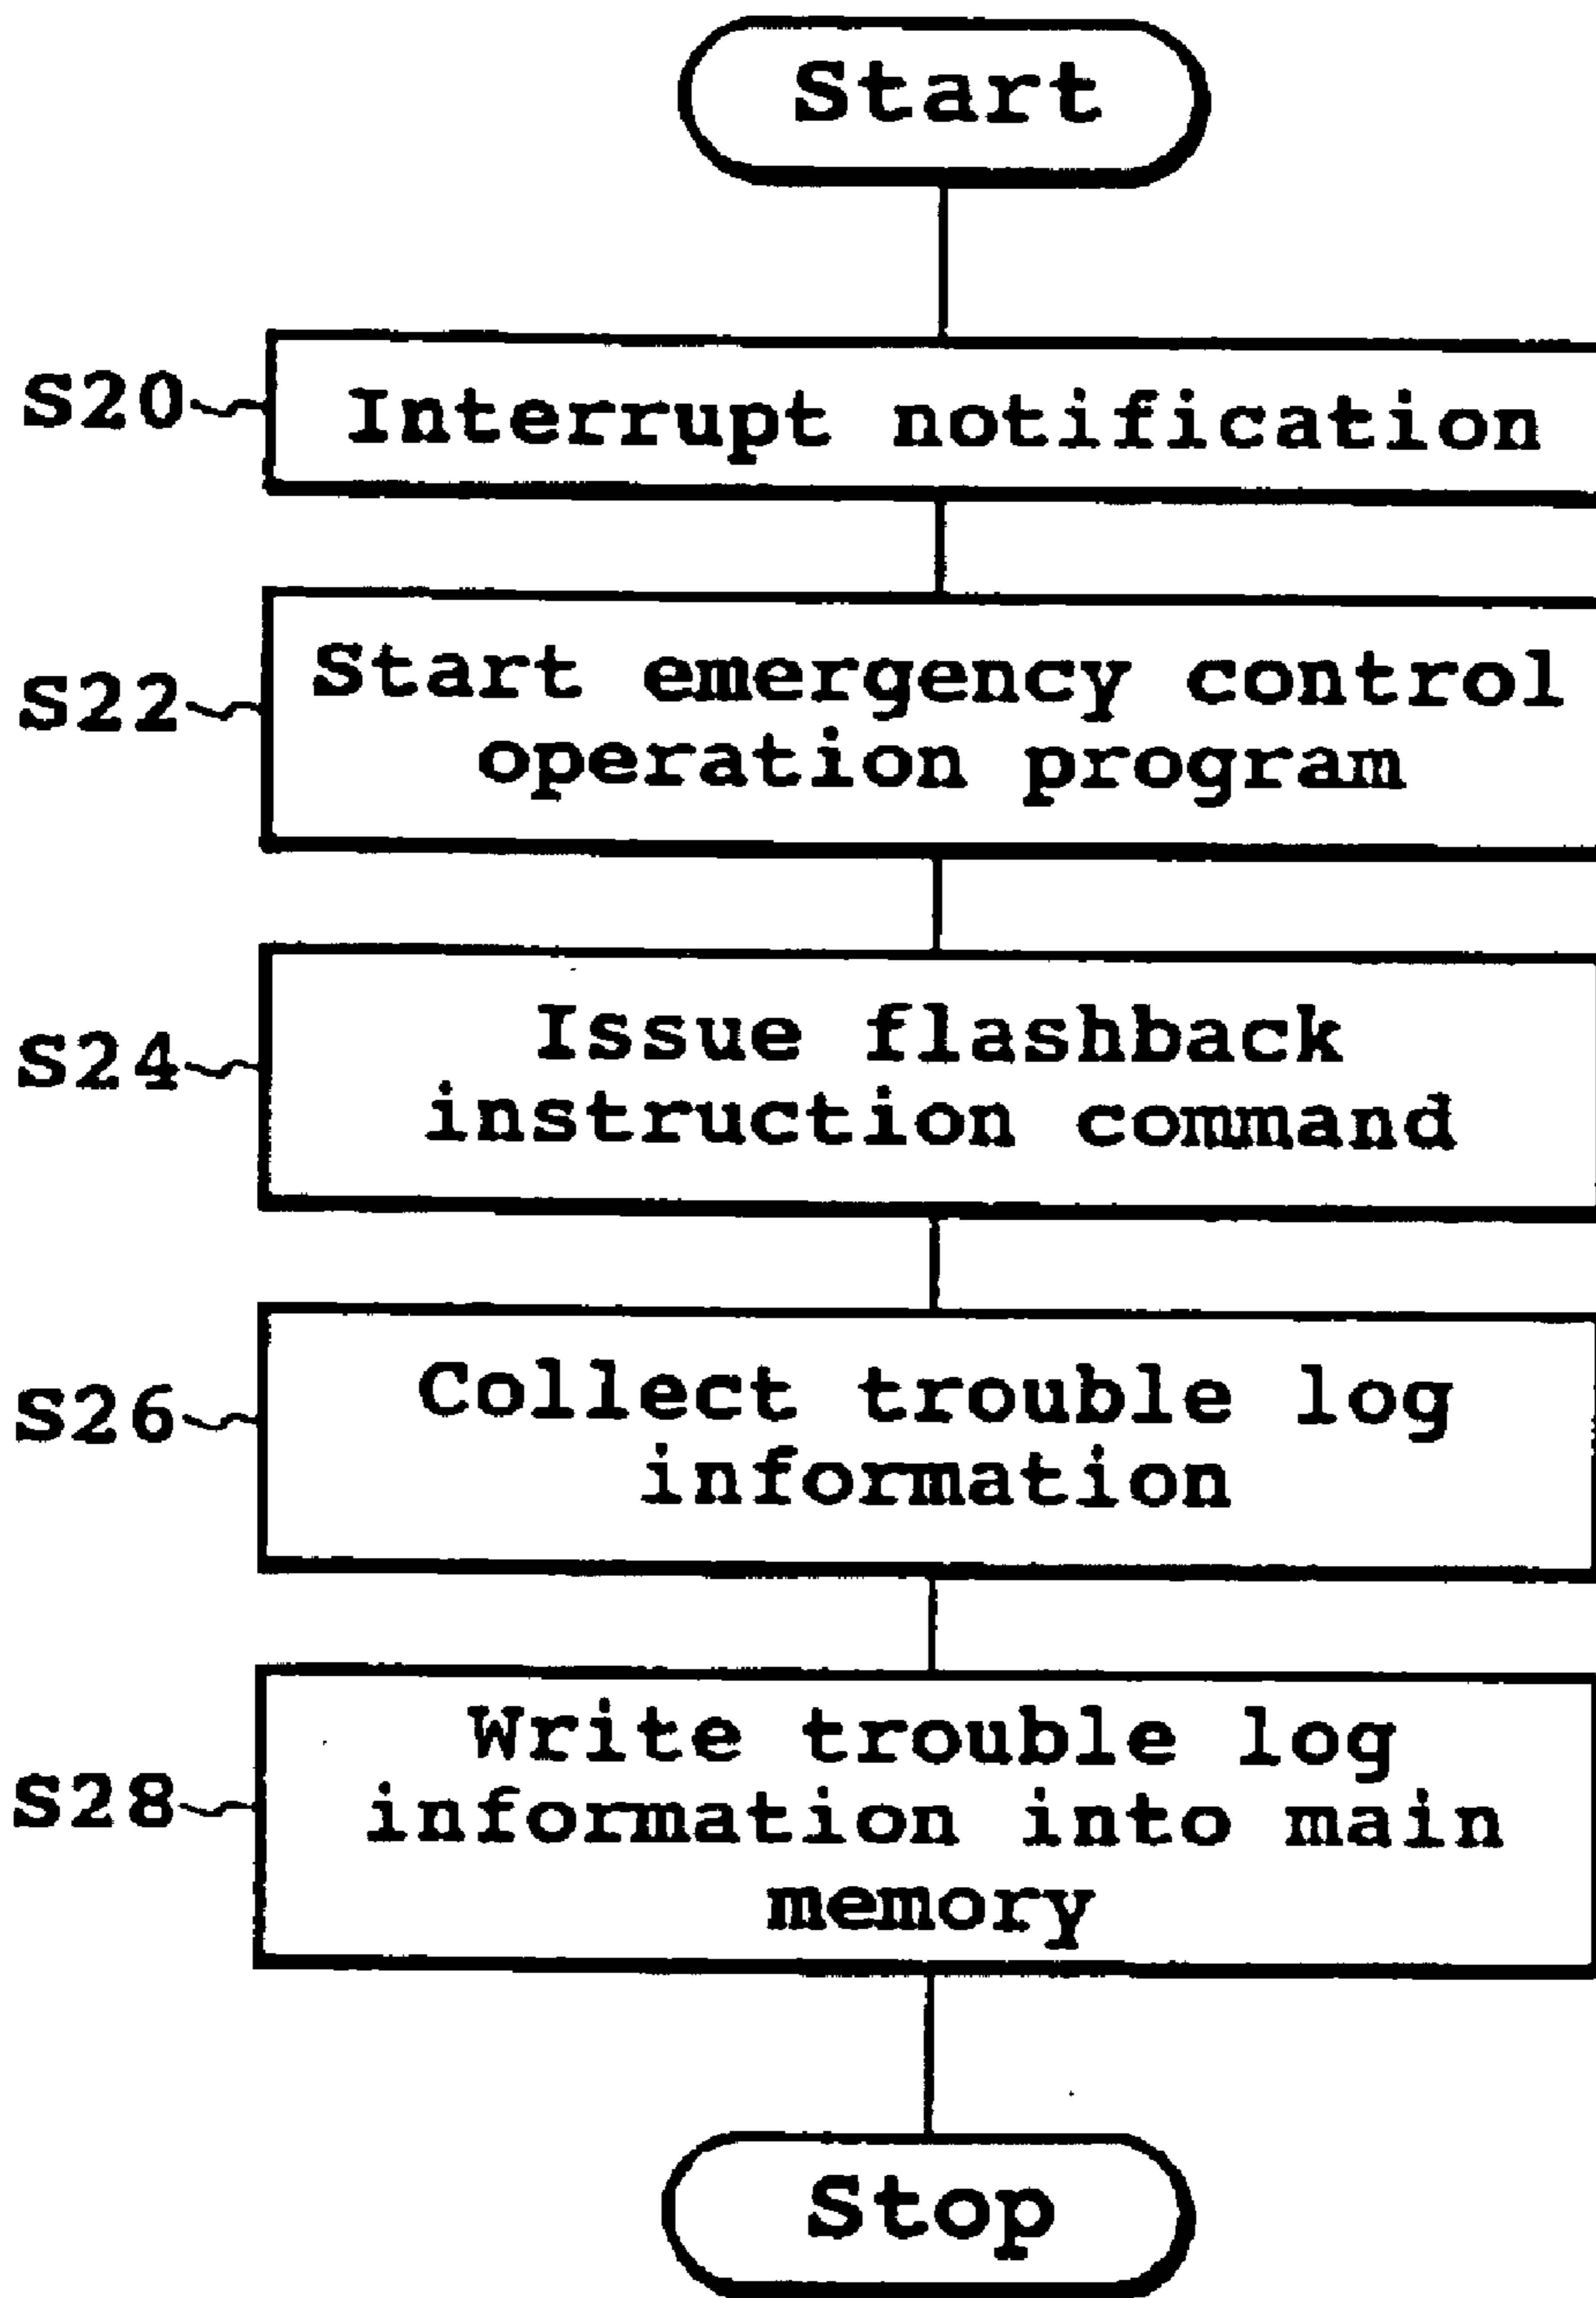 Start
S20
Interrupt notification
S22
Start emergency control
operation program
S24
Issue flashback
instruction command
S26
Collect trouble log
information
S28
Write trouble log
information into main
memory
Stop